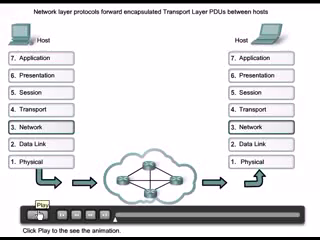 Network layer protocols forward encapsulated Transport Layer PDUs between hosts
Host
Host
7. Application
6. Presentation
5. Session
4. Transport
3. Network
2. Data Link
1. Physical
7. Application
6. Presentation
5. Session
4. Transport
3. Network
2. Data Link
1. Physical
Play
Click Play to the see the animation.